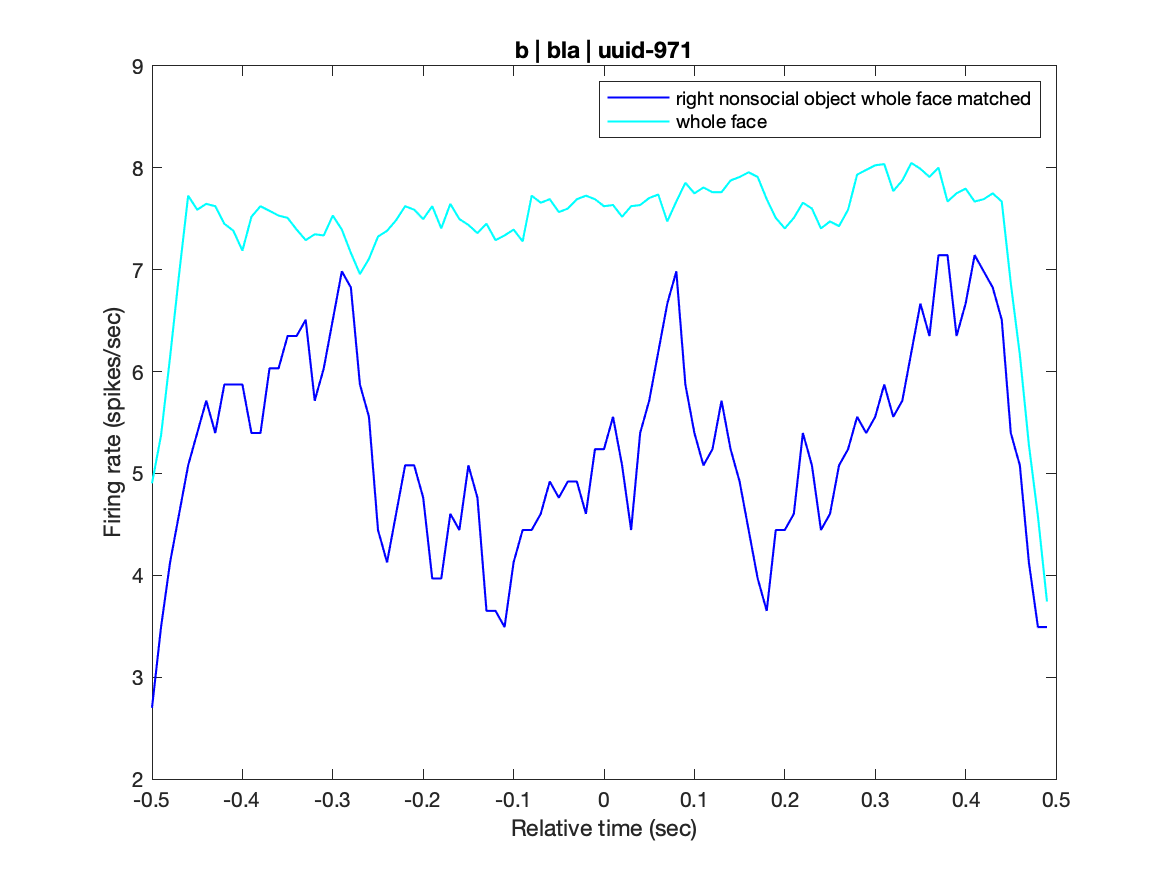 b | bla | uuid-971
right nonsocial object whole face matched
whole face
9
8
7
6
5
4
3
2
Firing rate (spikes/sec)
-0.5 -0.4 -0.3 -0.2 -0.1 0 0.1 0.2 0.3 0.4 0.5
Relative time (sec)